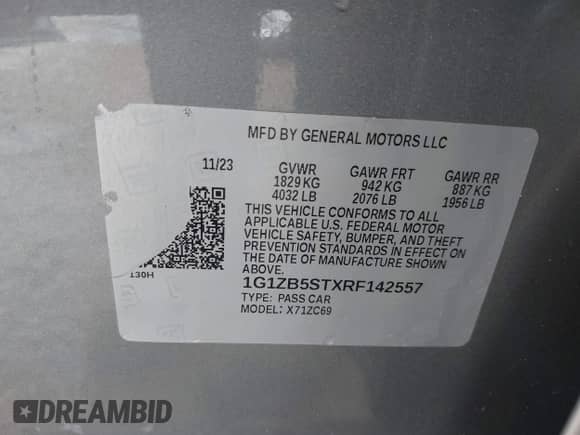 MFD BY GENERAL MOTORS LLC
11/23 GVWR GAWR FRT GAWR RR
1829 KG 942 KG 887 KG
4032 LB 2076 LB 1956 LB
THIS VEHICLE CONFORMS TO ALL
APPLICABLE U.S. FEDERAL MOTOR
VEHICLE SAFETY, BUMPER, AND THEFT
PREVENTION STANDARDS IN EFFECT ON
THE DATE OF MANUFACTURE SHOWN
ABOVE.
130H
1G1ZB5STXRF142557
TYPE: PASS CAR
MODEL: X71ZC69
DREAMBID